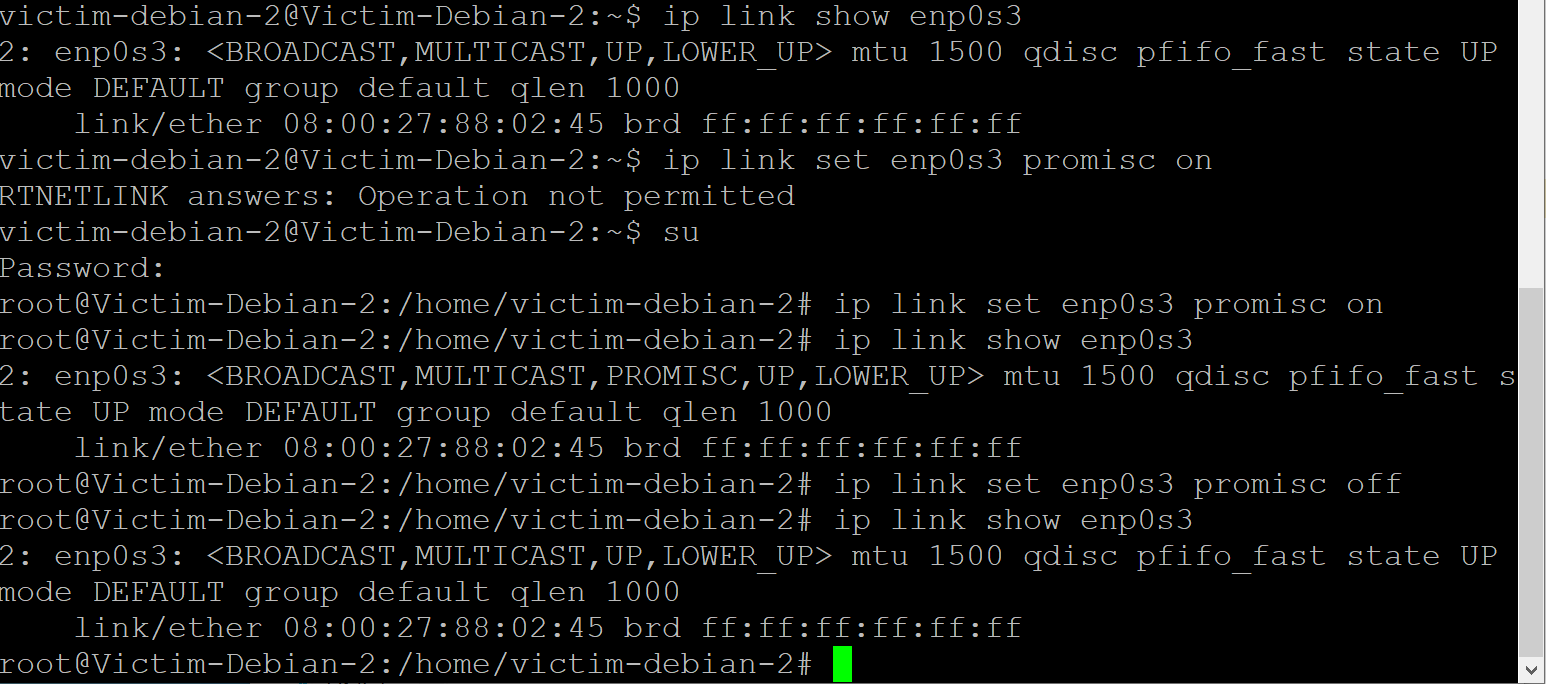 victim-debian-2@Victim-Debian-2:~$ ip link show enp0s3
2: enp0s3: <BROADCAST,MULTICAST,UP,LOWER_UP> mtu 1500 qdisc pfifo_fast state UP
mode DEFAULT group default qlen 1000
    link/ether 08:00:27:88:02:45 brd ff:ff:ff:ff:ff:ff
victim-debian-2@Victim-Debian-2:~$ ip link set enp0s3 promisc on
RTNETLINK answers: Operation not permitted
victim-debian-2@Victim-Debian-2:~$ su
Password:
root@Victim-Debian-2:/home/victim-debian-2# ip link set enp0s3 promisc on
root@Victim-Debian-2:/home/victim-debian-2# ip link show enp0s3
2: enp0s3: <BROADCAST,MULTICAST,PROMISC,UP,LOWER_UP> mtu 1500 qdisc pfifo_fast s
tate UP mode DEFAULT group default qlen 1000
    link/ether 08:00:27:88:02:45 brd ff:ff:ff:ff:ff:ff
root@Victim-Debian-2:/home/victim-debian-2# ip link set enp0s3 promisc off
root@Victim-Debian-2:/home/victim-debian-2# ip link show enp0s3
2: enp0s3: <BROADCAST,MULTICAST,UP,LOWER_UP> mtu 1500 qdisc pfifo_fast state UP
mode DEFAULT group default qlen 1000
    link/ether 08:00:27:88:02:45 brd ff:ff:ff:ff:ff:ff
root@Victim-Debian-2:/home/victim-debian-2#